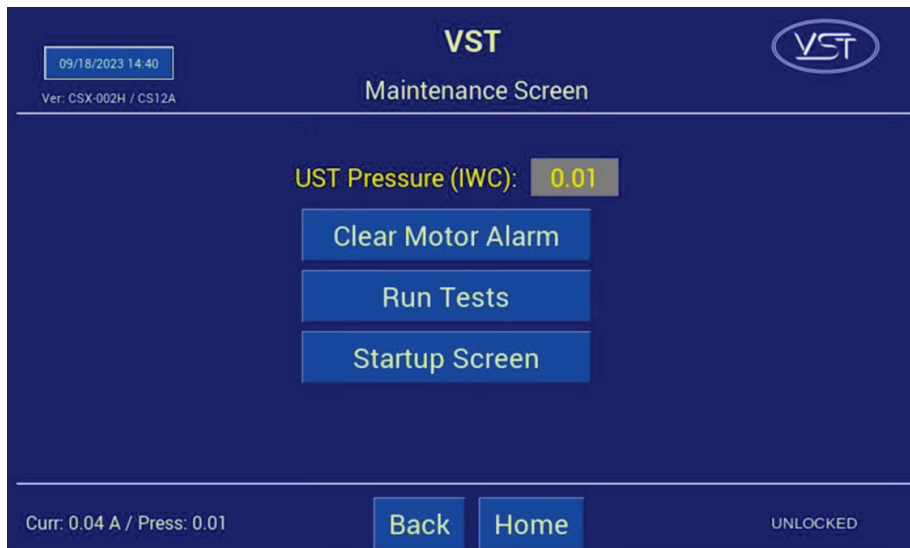 VST
VST
09/18/2023 14:40
Maintenance Screen
Ver: CSX-002H / CS12A
UST Pressure (IWC): 0.01
Clear Motor Alarm
Run Tests
Startup Screen
Curr: 0.04 A / Press: 0.01
Back
Home
UNLOCKED